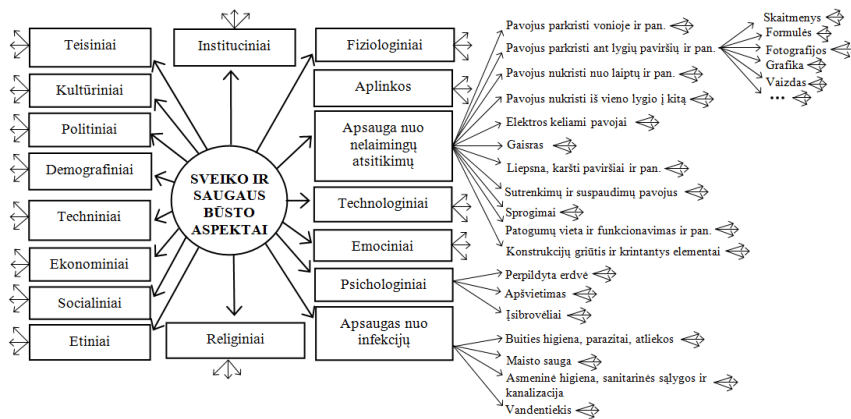 Teisiniai
Kultūriniai
Politiniai
Demografiniai
Techniniai
Ekonominiai
Socialiniai
Etiniai
Instituciniai
SVEIKO IR
SAUGAUS
BŪSTO
ASPEKTAI
Religiniai
Fiziologiniai
Aplinkos
Apsauga nuo
nelaimingų
atsitikimų
Technologiniai
Emociniai
Psichologiniai
Apsaugas nuo
infekcijų
Pavojus parkristi vonioje ir pan.
Pavojus parkristi ant lygių paviršių ir pan.
Pavojus nukristi nuo laiptų ir pan.
Pavojus nukristi iš vieno lygio į kitą
Elektros keliami pavojai
Gaisras
Liepsna, karšti paviršiai ir pan.
Sutrenkimų ir suspaudimų pavojus
Sprogimai
Patogumų vieta ir funkcionavimas ir pan.
Konstrukcijų griūtis ir krintantys elementai
Perpildyta erdvė
Apšvietimas
Įsibrovėliai
Buities higiena, parazitai, atliekos
Maisto sauga
Asmeninė higiena, sanitarinės sąlygos ir
kanalizacija
Vandentiekis
Skaitmenys
Formulės
Fotografijos
Grafika
Vaizdas
...